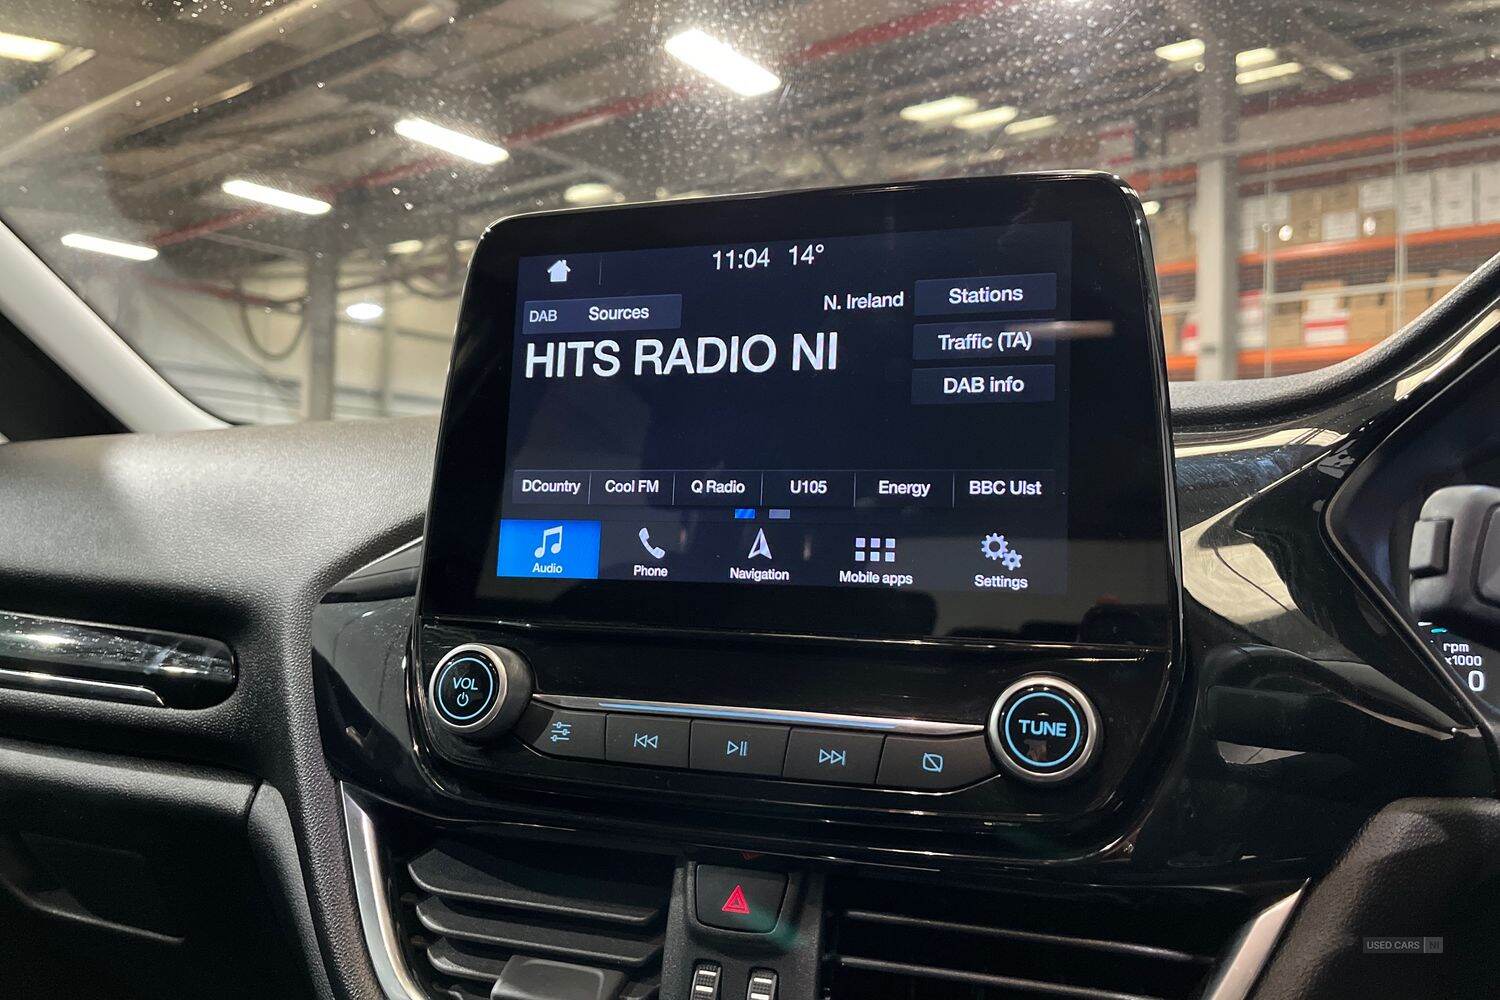 11:04 14°
DAB Sources
N. Ireland
Stations
HITS RADIO NI
Traffic (TA)
DAB info
DCountry Cool FM Q Radio U105 Energy BBC Ulst
Audio Phone Navigation Mobile apps Settings
VOL
TUNE
rpm
x1000
0
USED CARS NI